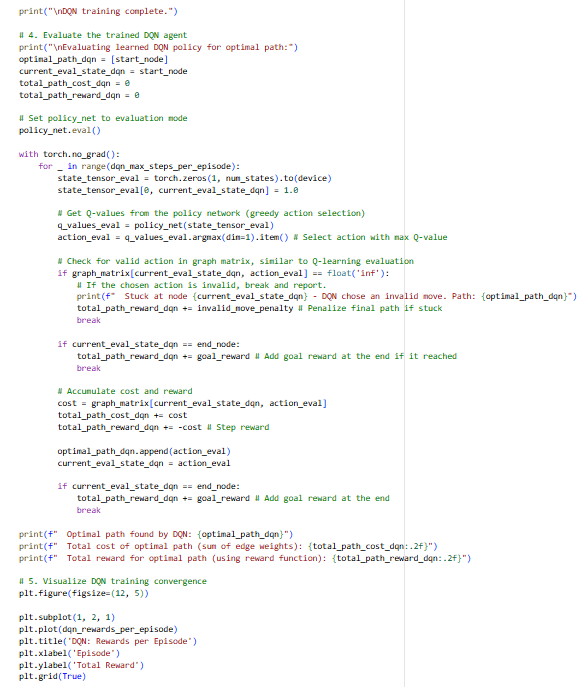 print("\nDQN training complete.")
# 4. Evaluate the trained DQN agent
print("\nEvaluating learned DQN policy for optimal path:")
optimal_path_dqn = [start_node]
current_eval_state_dqn = start_node
total_path_cost_dqn = 0
total_path_reward_dqn = 0
# Set policy_net to evaluation mode
policy_net.eval()
with torch.no_grad():
for _ in range(dqn_max_steps_per_episode):
state_tensor_eval = torch.zeros(1, num_states).to(device)
state_tensor_eval[0, current_eval_state_dqn] = 1.0
# Get Q-values from the policy network (greedy action selection)
q_values_eval = policy_net(state_tensor_eval)
action_eval = q_values_eval.argmax(dim=1).item() # Select action with max Q-value
# Check for valid action in graph matrix, similar to Q-learning evaluation
if graph_matrix[current_eval_state_dqn, action_eval] == float('inf'):
# If the chosen action is invalid, break and report.
print(f"  Stuck at node {current_eval_state_dqn} - DQN chose an invalid move. Path: {optimal_path_dqn}")
total_path_reward_dqn += invalid_move_penalty # Penalize final path if stuck
break
if current_eval_state_dqn == end_node:
total_path_reward_dqn += goal_reward # Add goal reward at the end if it reached
break
# Accumulate cost and reward
cost = graph_matrix[current_eval_state_dqn, action_eval]
total_path_cost_dqn += cost
total_path_reward_dqn += -cost # Step reward
optimal_path_dqn.append(action_eval)
current_eval_state_dqn = action_eval
if current_eval_state_dqn == end_node:
total_path_reward_dqn += goal_reward # Add goal reward at the end
break
print(f"  Optimal path found by DQN: {optimal_path_dqn}")
print(f"  Total cost of optimal path (sum of edge weights): {total_path_cost_dqn:.2f}")
print(f"  Total reward for optimal path (using reward function): {total_path_reward_dqn:.2f}")
# 5. Visualize DQN training convergence
plt.figure(figsize=(12, 5))
plt.subplot(1, 2, 1)
plt.plot(dqn_rewards_per_episode)
plt.title('DQN: Rewards per Episode')
plt.xlabel('Episode')
plt.ylabel('Total Reward')
plt.grid(True)